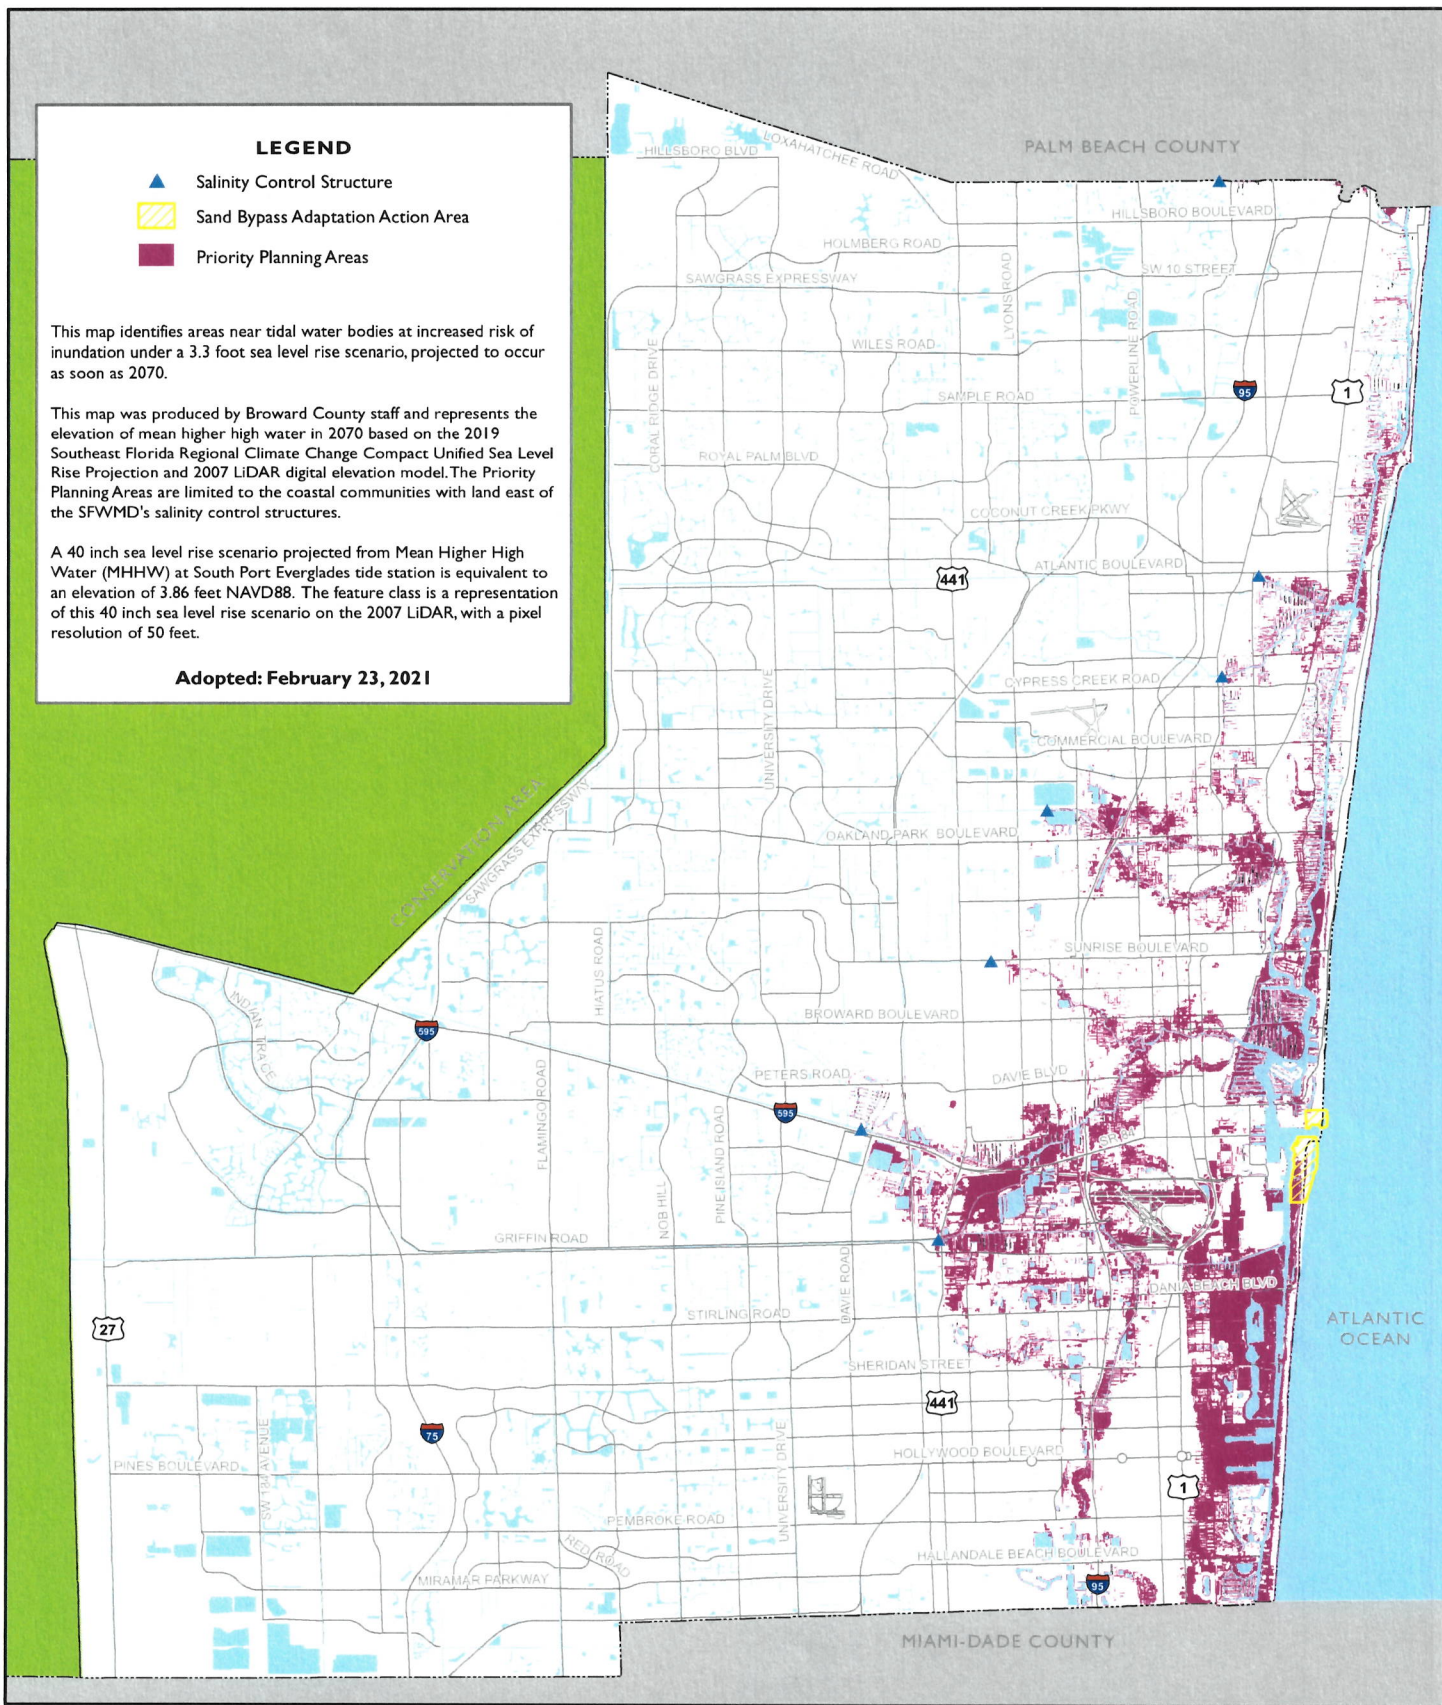 LEGEND
Salinity Control Structure
Sand Bypass Adaptation Action Area
Priority Planning Areas
This map identifies areas near tidal water bodies at increased risk of
inundation under a 3.3 foot sea level rise scenario, projected to occur
as soon as 2070.
This map was produced by Broward County staff and represents the
elevation of mean higher high water in 2070 based on the 2019
Southeast Florida Regional Climate Change Compact Unified Sea Level
Rise Projection and 2007 LiDAR digital elevation model. The Priority
Planning Areas are limited to the coastal communities with land east of
the SFWMD's salinity control structures.
A 40 inch sea level rise scenario projected from Mean Higher High
Water (MHHW) at South Port Everglades tide station is equivalent to
an elevation of 3.86 feet NAVD88. The feature class is a representation
of this 40 inch sea level rise scenario on the 2007 LiDAR, with a pixel
resolution of 50 feet.
Adopted: February 23, 2021
PALM BEACH COUNTY
LOXAHATCHEE ROAD
HILLSBORO BLVD
HILLSBORO BOULEVARD
HOLMBERG ROAD
SW 10 STREET
SAWGRASS EXPRESSWAY
LYONS ROAD
POWERLINE ROAD
WILES ROAD
CORAL RIDGE DRIVE
95
1
SAMPLE ROAD
ROYAL PALM BLVD
COCONUT CREEK PKWY
ATLANTIC BOULEVARD
441
CYPRESS CREEK ROAD
UNIVERSITY DRIVE
COMMERCIAL BOULEVARD
CONSERVATION AREA
SAWGRASS EXPRESSWAY
OAKLAND PARK BOULEVARD
SUNRISE BOULEVARD
HIATUS ROAD
INDIAN TRACE
595
BROWARD BOULEVARD
PETERS ROAD
DAVIE BLVD
FLAMINGO ROAD
595
PINE ISLAND ROAD
SR 84
NOB HILL
GRIFFIN ROAD
DAVIE ROAD
DANIA BEACH BLVD
STIRLING ROAD
27
ATLANTIC
OCEAN
SHERIDAN STREET
441
75
SW 184 AVENUE
UNIVERSITY DRIVE
HOLLYWOOD BOULEVARD
PINES BOULEVARD
1
PEMBROKE ROAD
RED ROAD
HALLANDALE BEACH BOULEVARD
MIRAMAR PARKWAY
95
MIAMI-DADE COUNTY